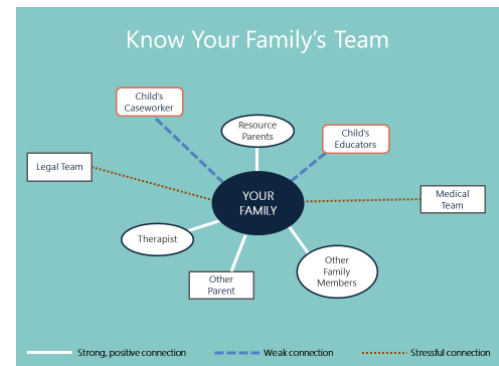 Know Your Family's Team
Child's
Caseworker
Resource
Parents
Child's
Educators
Legal Team
YOUR
FAMILY
Medical
Team
Therapist
Other
Parent
Other
Family
Members
Strong, positive connection
Weak connection
Stressful connection